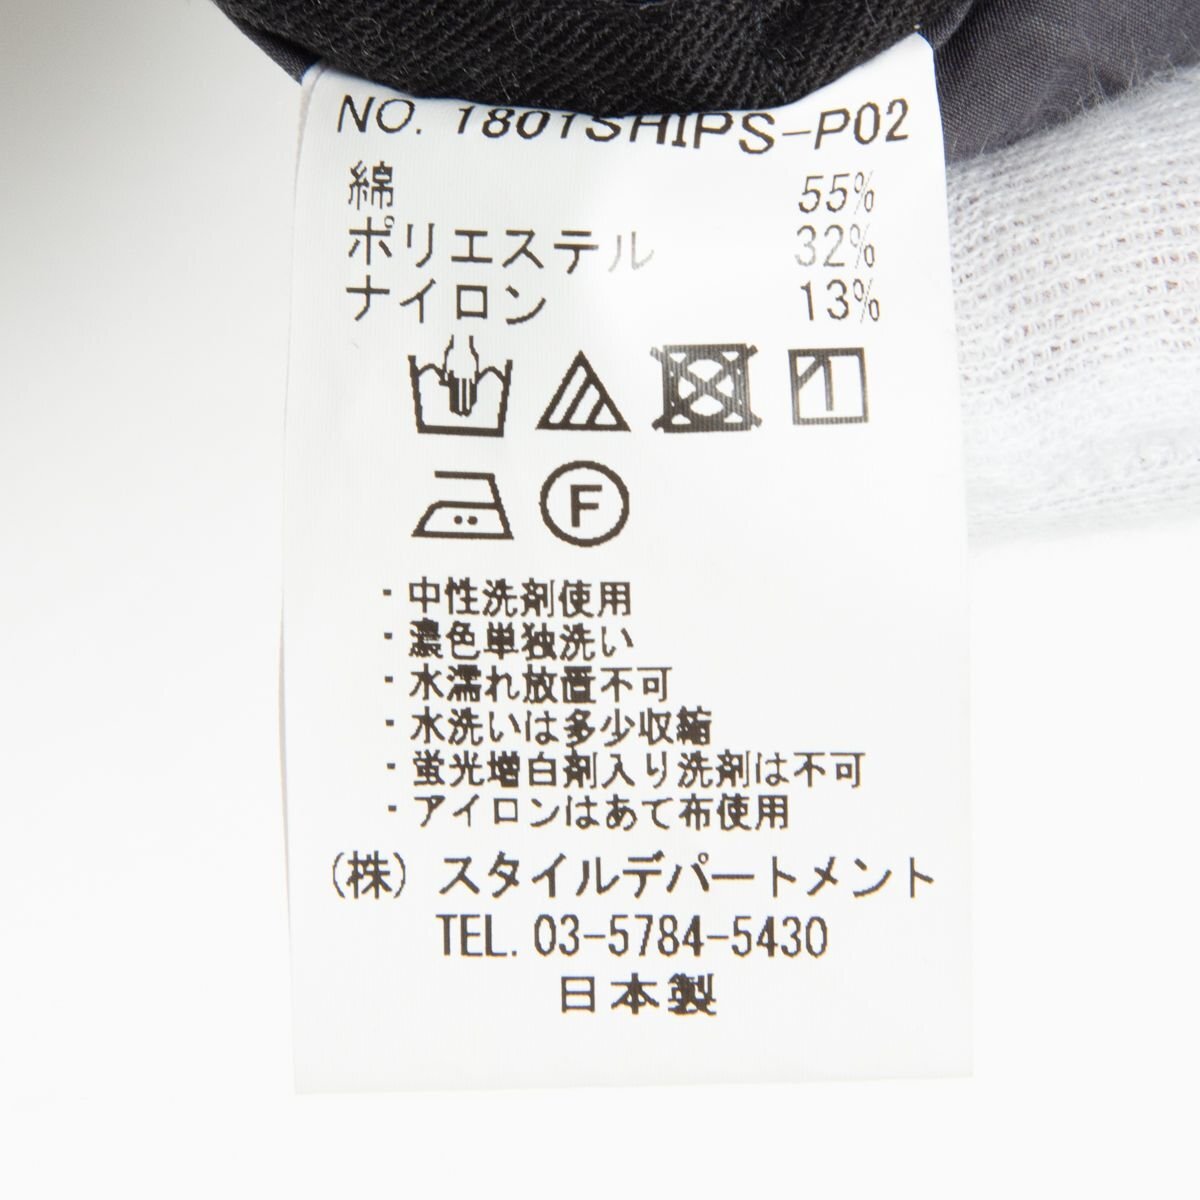 NO. 1801SHIPS-P02
綿 55%
ポリエステル 32%
ナイロン 13%
F
・中性洗剤使用
・濃色単独洗い
・水濡れ放置不可
・水洗いは多少収縮
・蛍光増白剤入り洗剤は不可
・アイロンはあて布使用
(株) スタイルデパートメント
TEL. 03-5784-5430
日本製